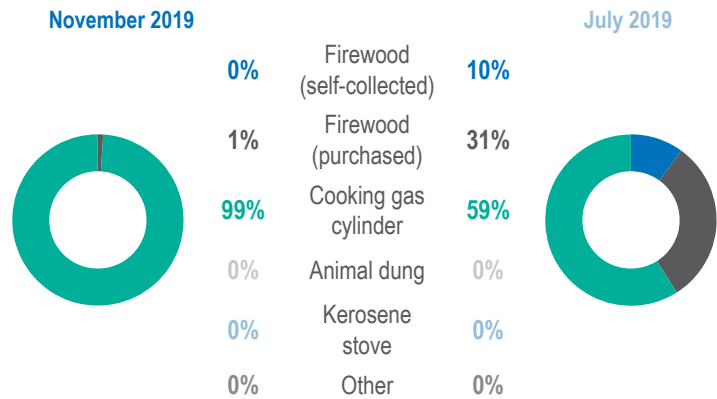 November 2019
July 2019
0% Firewood (self-collected) 10%
1% Firewood (purchased) 31%
99% Cooking gas cylinder 59%
0% Animal dung 0%
0% Kerosene stove 0%
0% Other 0%